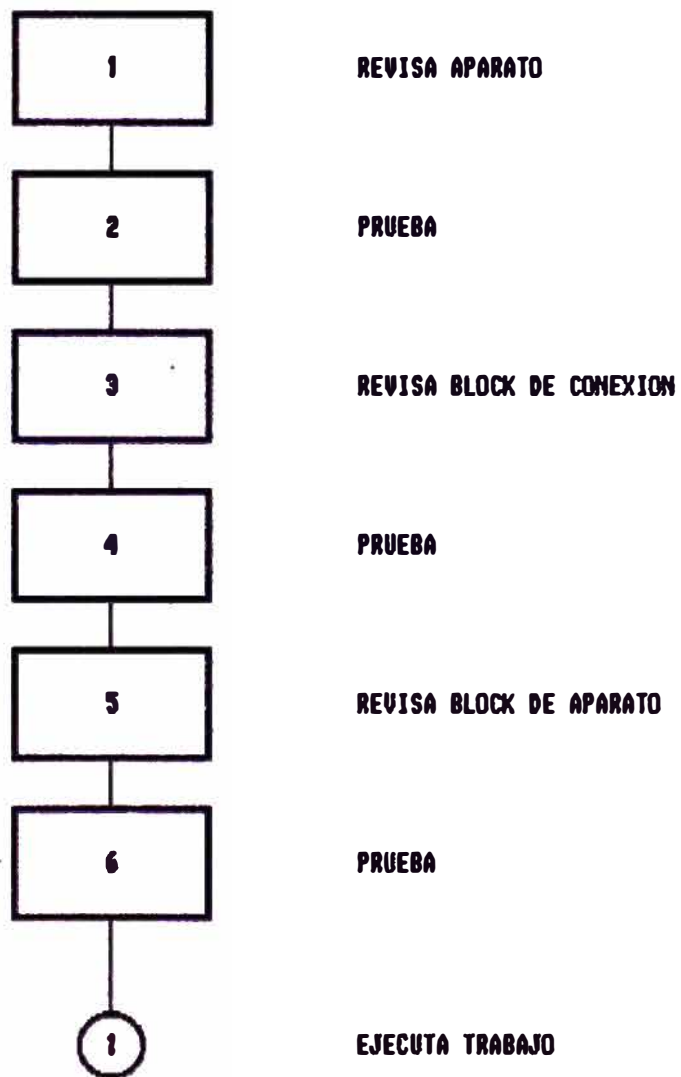 1 REVISA APARATO
2 PRUEBA
3 REVISA BLOCK DE CONEXION
4 PRUEBA
5 REVISA BLOCK DE APARATO
6 PRUEBA
1 EJECUTA TRABAJO